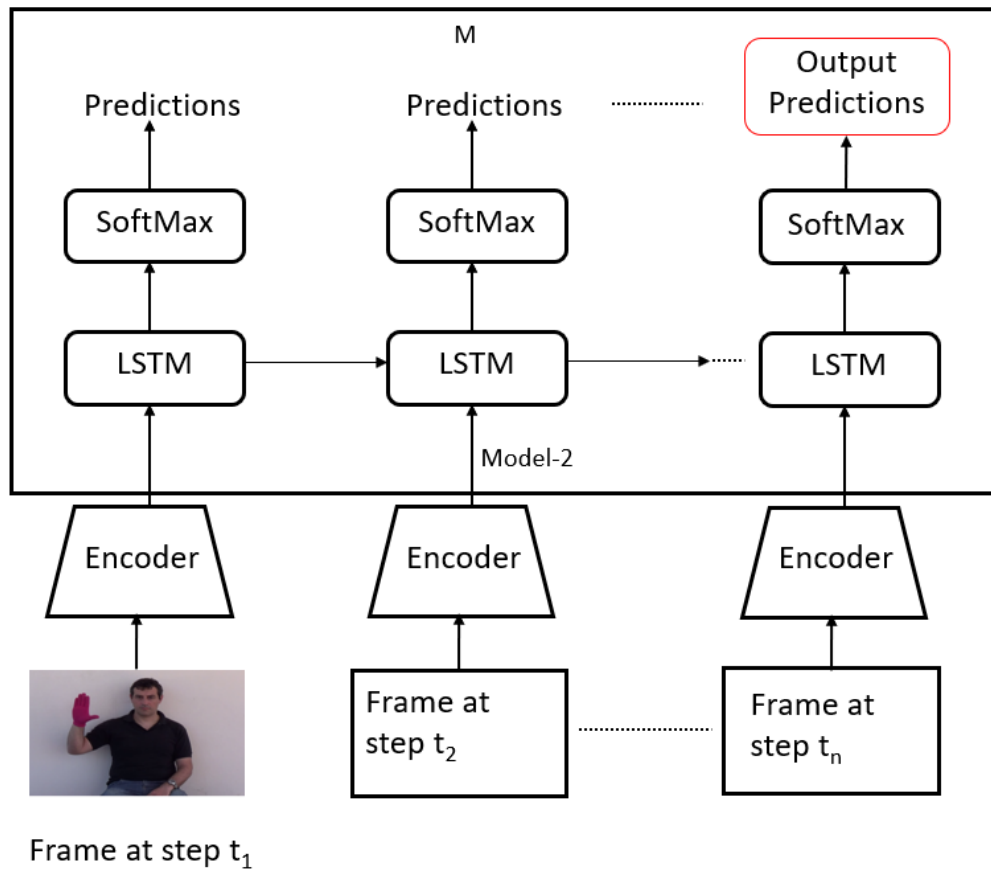 M
Predictions
Predictions
Output
Predictions
SoftMax
SoftMax
SoftMax
LSTM
LSTM
LSTM
Model-2
Encoder
Encoder
Encoder
Frame at
step t₂
Frame at
step tₙ
Frame at step t₁